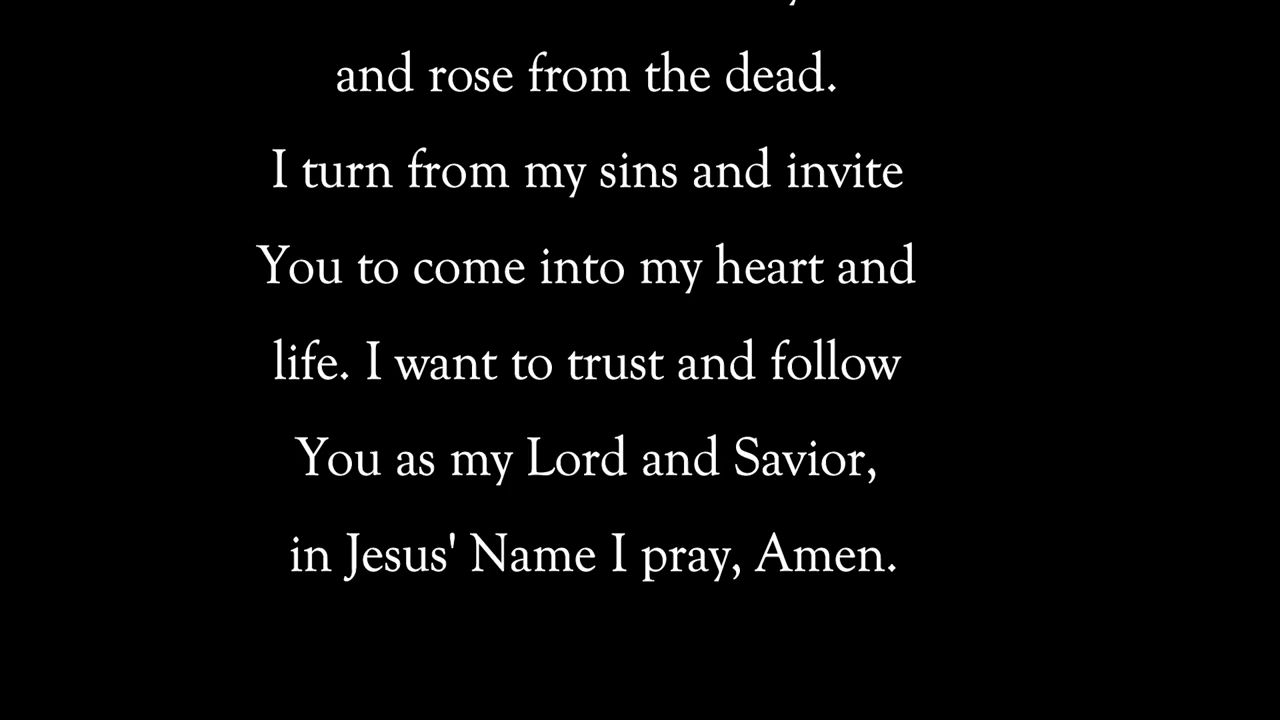 and rose from the dead.
I turn from my sins and invite
You to come into my heart and
life. I want to trust and follow
You as my Lord and Savior,
in Jesus' Name I pray, Amen.